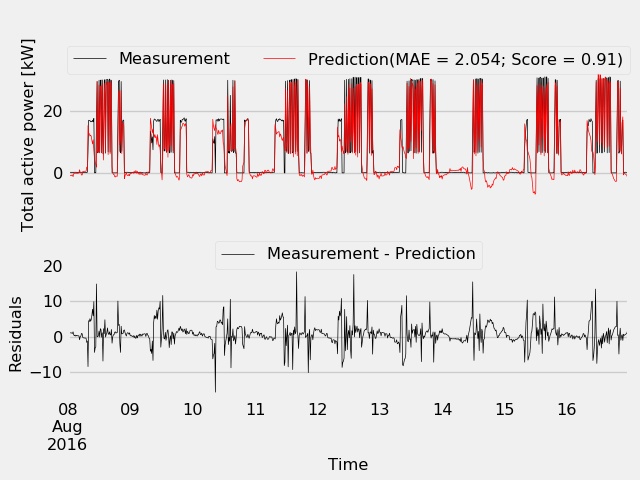 Measurement
Prediction(MAE = 2.054; Score = 0.91)
Total active power [kW]
20
0
Measurement - Prediction
Residuals
20
10
0
−10
08 09 10 11 12 13 14 15 16
Aug
2016
Time